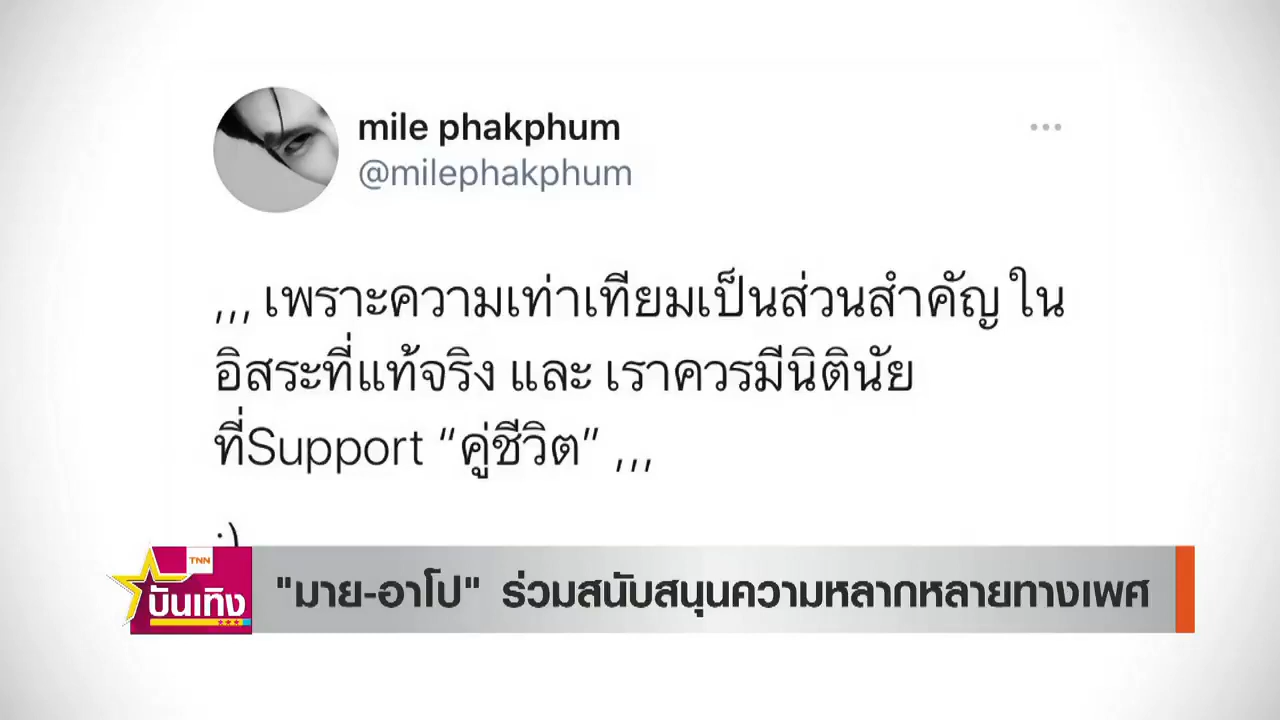 mile phakphum
@milephakphum
,,, เพราะความเท่าเทียมเป็นส่วนสำคัญ ใน
อิสระที่แท้จริง และ เราควรมีนิตินัย
ที่Support “คู่ชีวิต” ,,,
:)
TNN
บันเทิง
"มาย-อาโป" ร่วมสนับสนุนความหลากหลายทางเพศ